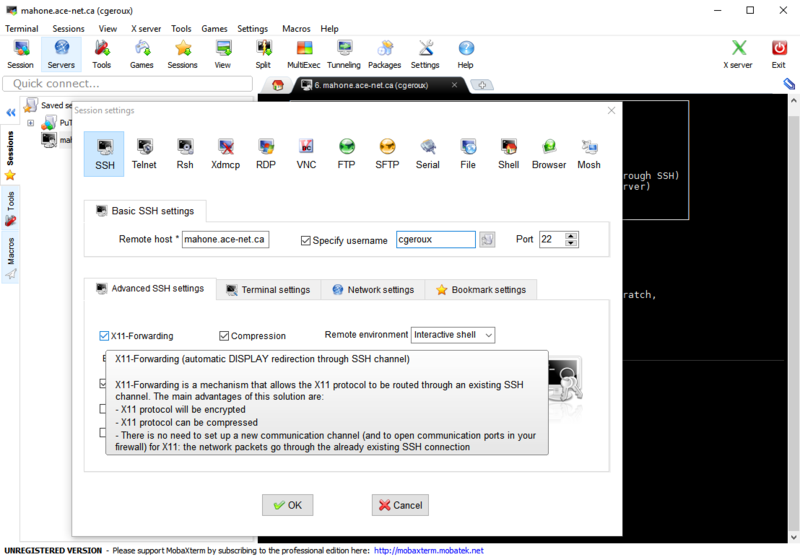 mahone.ace-net.ca (cgeroux)
Terminal Sessions View X server Tools Games Settings Macros Help
Session Servers Tools Games Sessions View Split MultiExec Tunneling Packages Settings Help X server Exit
Quick connect...
6. mahone.ace-net.ca (cgeroux)
Saved se
PuT
mah
Sessions
Tools
Macros
rough SSH)
rver)
ratch,
Session settings
SSH Telnet Rsh Xdmcp RDP VNC FTP SFTP Serial File Shell Browser Mosh
Basic SSH settings
Remote host * mahone.ace-net.ca Specify username cgeroux Port 22
Advanced SSH settings Terminal settings Network settings Bookmark settings
X11-Forwarding Compression Remote environment Interactive shell
X11-Forwarding (automatic DISPLAY redirection through SSH channel)
X11-Forwarding is a mechanism that allows the X11 protocol to be routed through an existing SSH
channel. The main advantages of this solution are:
- X11 protocol will be encrypted
- X11 protocol can be compressed
- There is no need to set up a new communication channel (and to open communication ports in your
firewall) for X11: the network packets go through the already existing SSH connection
OK Cancel
UNREGISTERED VERSION - Please support MobaXterm by subscribing to the professional edition here: http://mobaxterm.mobatek.net